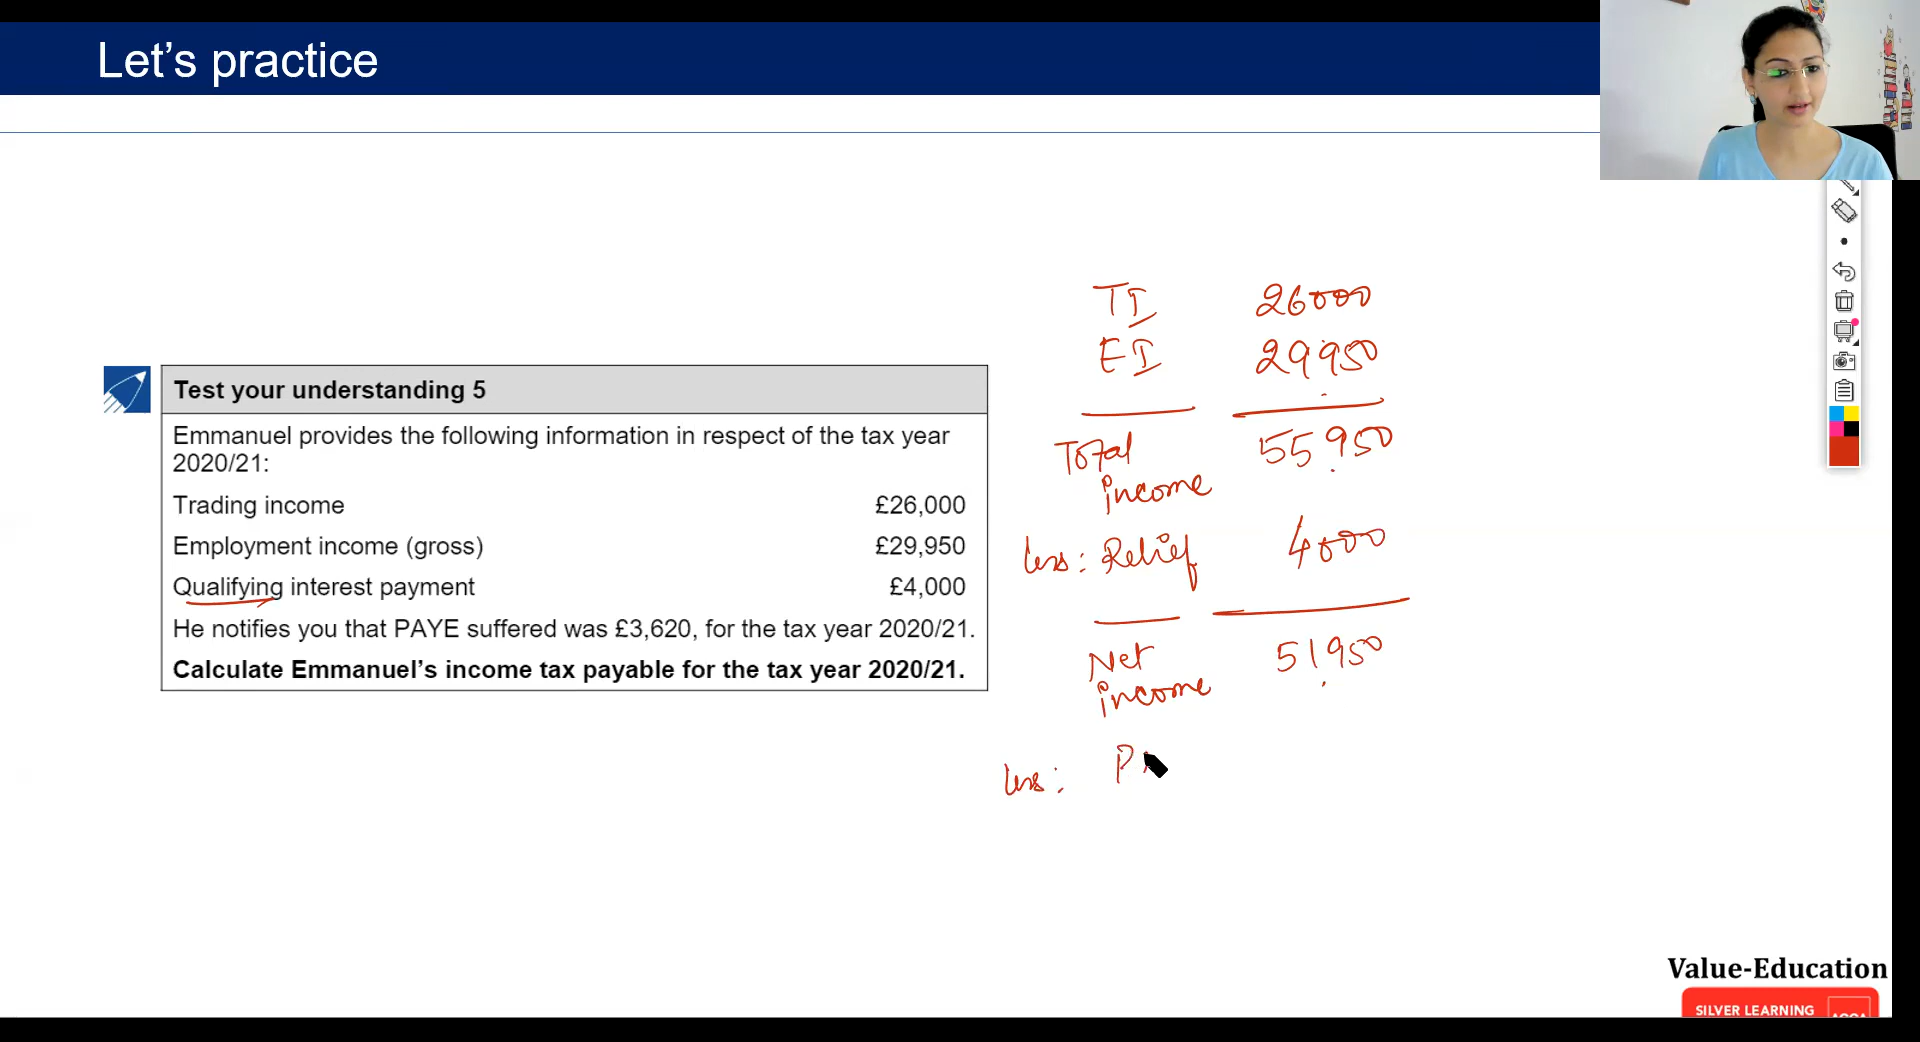 Let's practice
Test your understanding 5
Emmanuel provides the following information in respect of the tax year
2020/21:
Trading income £26,000
Employment income (gross) £29,950
Qualifying interest payment £4,000
He notifies you that PAYE suffered was £3,620, for the tax year 2020/21.
Calculate Emmanuel's income tax payable for the tax year 2020/21.
TI 26000
EI 29950
Total 55950
income
less: Relief 4000
Net 51950
income
less: P
Value-Education
SILVER LEARNING